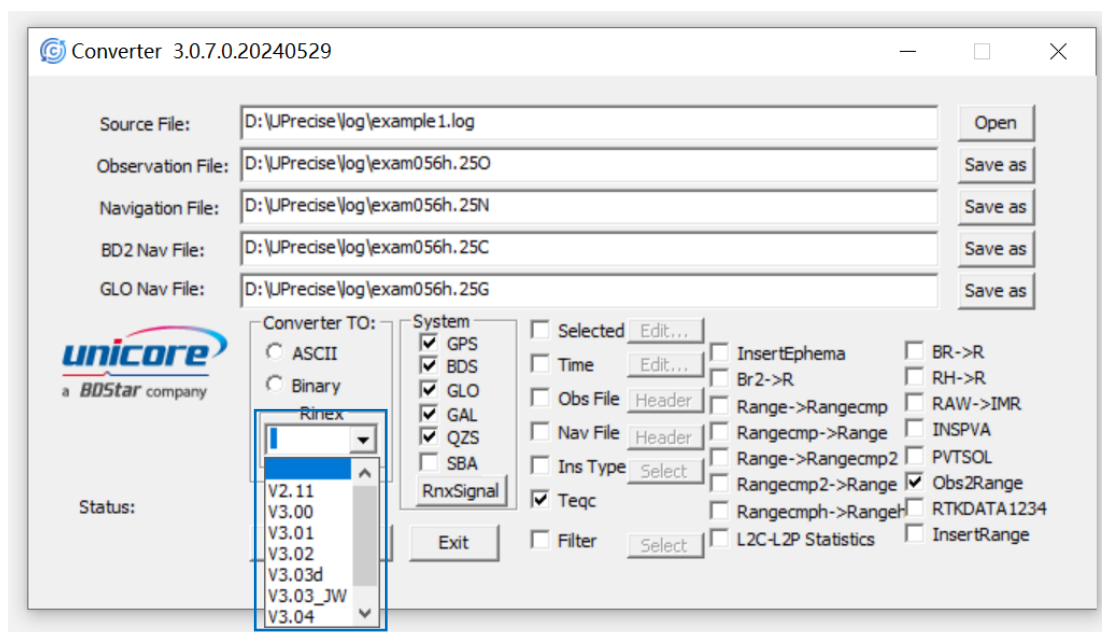 Converter 3.0.7.0.20240529
Source File: D:\UPrecise\log\example1.log Open
Observation File: D:\UPrecise\log\exam056h.25O Save as
Navigation File: D:\UPrecise\log\exam056h.25N Save as
BD2 Nav File: D:\UPrecise\log\exam056h.25C Save as
GLO Nav File: D:\UPrecise\log\exam056h.25G Save as
unicore
a BDStar company
Status:
Converter TO:
ASCII
Binary
Rinex
V2.11
V3.00
V3.01
V3.02
V3.03d
V3.03_JW
V3.04
System
GPS
BDS
GLO
GAL
QZS
SBA
RnxSignal
Exit
Selected Edit...
Time Edit...
Obs File Header
Nav File Header
Ins Type Select
Teqc
Filter Select
InsertEphema
Br2->R
Range->Rangecmp
Rangecmp->Range
Range->Rangecmp2
Rangecmp2->Range
Rangecmph->Rangeh
L2C-L2P Statistics
BR->R
RH->R
RAW->IMR
INSPVA
PVTSOL
Obs2Range
RTKDATA1234
InsertRange